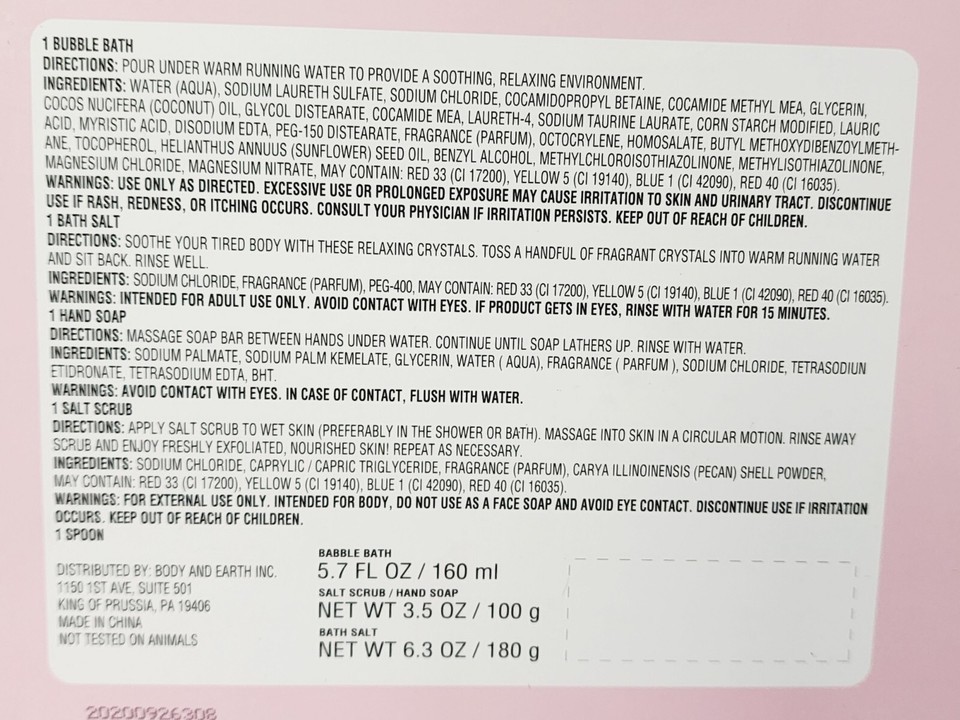 1 BUBBLE BATH
DIRECTIONS: POUR UNDER WARM RUNNING WATER TO PROVIDE A SOOTHING, RELAXING ENVIRONMENT.
INGREDIENTS: WATER (AQUA), SODIUM LAURETH SULFATE, SODIUM CHLORIDE, COCAMIDOPROPYL BETAINE, COCAMIDE METHYL MEA, GLYCERIN,
COCOS NUCIFERA (COCONUT) OIL, GLYCOL DISTEARATE, COCAMIDE MEA, LAURETH-4, SODIUM TAURINE LAURATE, CORN STARCH MODIFIED, LAURIC
ACID, MYRISTIC ACID, DISODIUM EDTA, PEG-150 DISTEARATE, FRAGRANCE (PARFUM), OCTOCRYLENE, HOMOSALATE, BUTYL METHOXYDIBENZOYLMETH-
ANE, TOCOPHEROL, HELIANTHUS ANNUUS (SUNFLOWER) SEED OIL, BENZYL ALCOHOL, METHYLCHLOROISOTHIAZOLINONE, METHYLISOTHIAZOLINONE,
MAGNESIUM CHLORIDE, MAGNESIUM NITRATE, MAY CONTAIN: RED 33 (CI 17200), YELLOW 5 (CI 19140), BLUE 1 (CI 42090), RED 40 (CI 16035).
WARNINGS: USE ONLY AS DIRECTED. EXCESSIVE USE OR PROLONGED EXPOSURE MAY CAUSE IRRITATION TO SKIN AND URINARY TRACT. DISCONTINUE
USE IF RASH, REDNESS, OR ITCHING OCCURS. CONSULT YOUR PHYSICIAN IF IRRITATION PERSISTS. KEEP OUT OF REACH OF CHILDREN.
1 BATH SALT
DIRECTIONS: SOOTHE YOUR TIRED BODY WITH THESE RELAXING CRYSTALS. TOSS A HANDFUL OF FRAGRANT CRYSTALS INTO WARM RUNNING WATER
AND SIT BACK. RINSE WELL.
INGREDIENTS: SODIUM CHLORIDE, FRAGRANCE (PARFUM), PEG-400, MAY CONTAIN: RED 33 (CI 17200), YELLOW 5 (CI 19140), BLUE 1 (CI 42090), RED 40 (CI 16035).
WARNINGS: INTENDED FOR ADULT USE ONLY. AVOID CONTACT WITH EYES. IF PRODUCT GETS IN EYES, RINSE WITH WATER FOR 15 MINUTES.
1 HAND SOAP
DIRECTIONS: MASSAGE SOAP BAR BETWEEN HANDS UNDER WATER. CONTINUE UNTIL SOAP LATHERS UP. RINSE WITH WATER.
INGREDIENTS: SODIUM PALMATE, SODIUM PALM KEMELATE, GLYCERIN, WATER ( AQUA), FRAGRANCE ( PARFUM ), SODIUM CHLORIDE, TETRASODIUN
ETIDRONATE, TETRASODIUM EDTA, BHT.
WARNINGS: AVOID CONTACT WITH EYES. IN CASE OF CONTACT, FLUSH WITH WATER.
1 SALT SCRUB
DIRECTIONS: APPLY SALT SCRUB TO WET SKIN (PREFERABLY IN THE SHOWER OR BATH). MASSAGE INTO SKIN IN A CIRCULAR MOTION. RINSE AWAY
SCRUB AND ENJOY FRESHLY EXFOLIATED, NOURISHED SKIN! REPEAT AS NECESSARY.
INGREDIENTS: SODIUM CHLORIDE, CAPRYLIC / CAPRIC TRIGLYCERIDE, FRAGRANCE (PARFUM), CARYA ILLINOINENSIS (PECAN) SHELL POWDER,
MAY CONTAIN: RED 33 (CI 17200), YELLOW 5 (CI 19140), BLUE 1 (CI 42090), RED 40 (CI 16035).
WARNINGS: FOR EXTERNAL USE ONLY. INTENDED FOR BODY, DO NOT USE AS A FACE SOAP AND AVOID EYE CONTACT. DISCONTINUE USE IF IRRITATION
OCCURS. KEEP OUT OF REACH OF CHILDREN.
1 SPOON
DISTRIBUTED BY: BODY AND EARTH INC.
1150 1ST AVE, SUITE 501
KING OF PRUSSIA, PA 19406
MADE IN CHINA
NOT TESTED ON ANIMALS
BABBLE BATH
5.7 FL OZ / 160 ml
SALT SCRUB / HAND SOAP
NET WT 3.5 OZ / 100 g
BATH SALT
NET WT 6.3 OZ / 180 g
20200926308